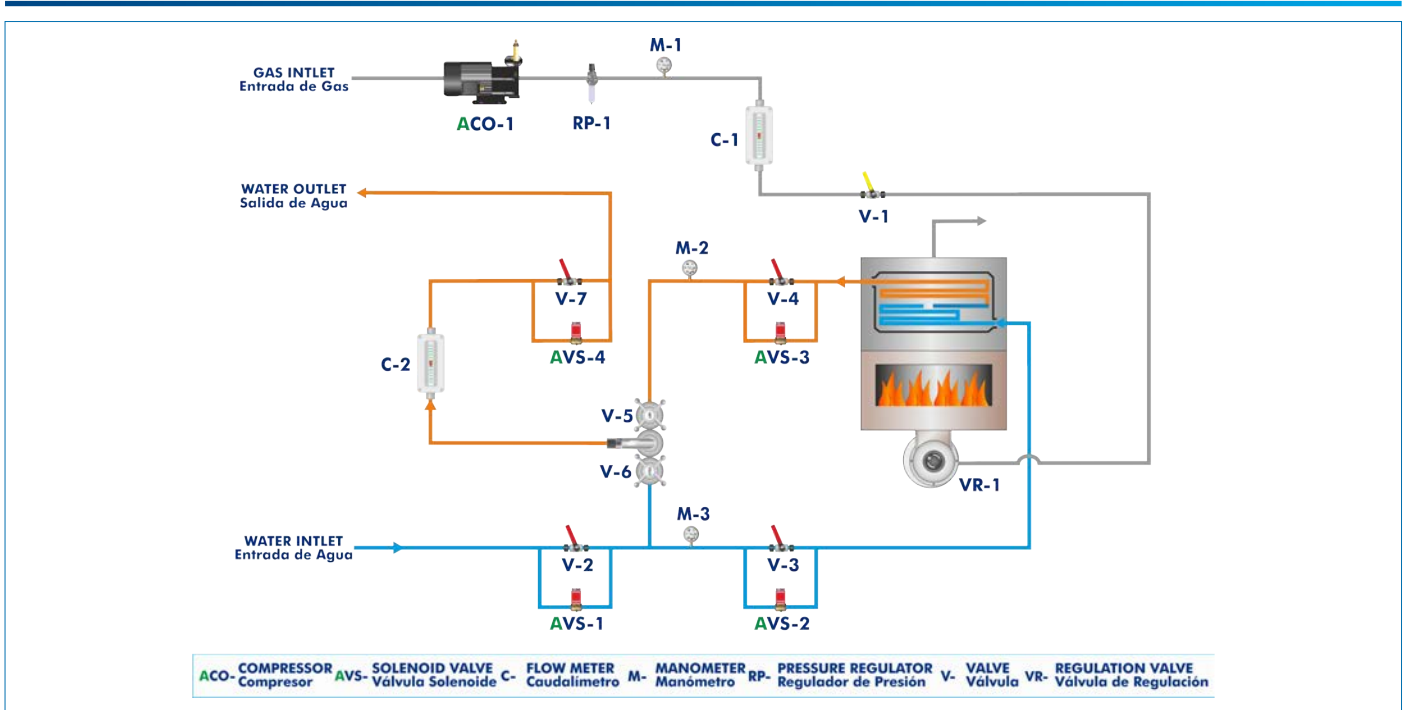 GAS INTLET
Entrada de Gas
ACO-1
RP-1
M-1
C-1
V-1
WATER OUTLET
Salida de Agua
M-2
V-7
V-4
AVS-4
AVS-3
C-2
V-5
V-6
VR-1
M-3
WATER INTLET
Entrada de Agua
V-2
V-3
AVS-1
AVS-2
ACO- COMPRESSOR
Compresor
AVS- SOLENOID VALVE
Válvula Solenoide
C- FLOW METER
Caudalímetro
M- MANOMETER
Manómetro
RP- PRESSURE REGULATOR
Regulador de Presión
V- VALVE
Válvula
VR- REGULATION VALVE
Válvula de Regulación